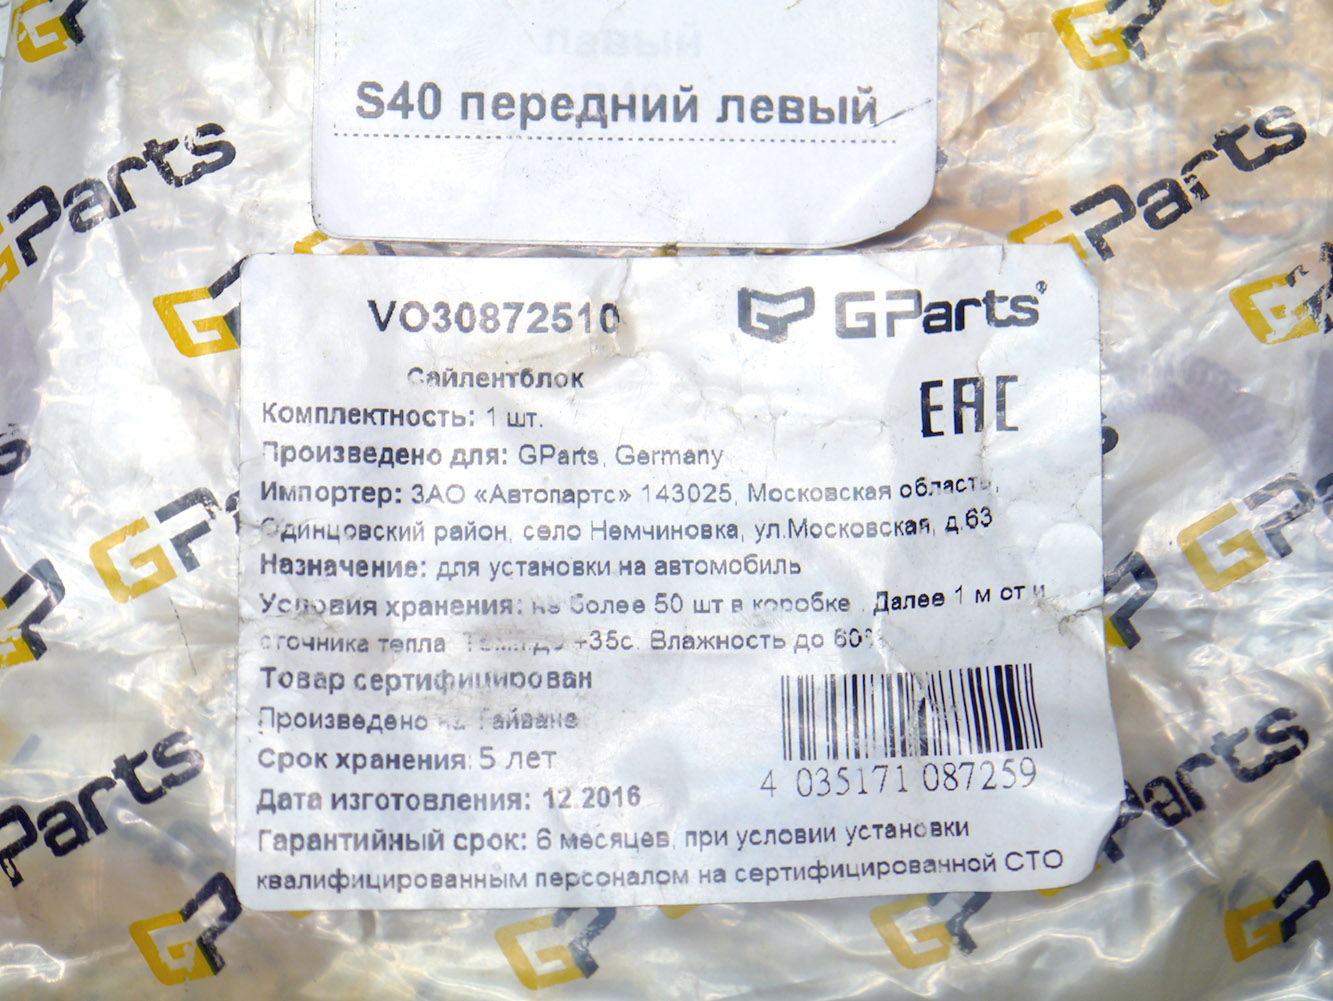 S40 передний левый
VO30872510
GParts®
Сайлентблок
EAC
Комплектность: 1 шт.
Произведено для: GParts, Germany
Импортер: ЗАО «Автопартс» 143025, Московская область,
Одинцовский район, село Немчиновка, ул.Московская, д.63
Назначение: для установки на автомобиль
Условия хранения: не более 50 шт в коробке . Далее 1 м от и
сточника тепла до +35с. Влажность до 60%
Товар сертифицирован
Произведено на Тайване
Срок хранения: 5 лет
4 035171 087259
Дата изготовления: 12.2016
Гарантийный срок: 6 месяцев, при условии установки
квалифицированным персоналом на сертифицированной СТО